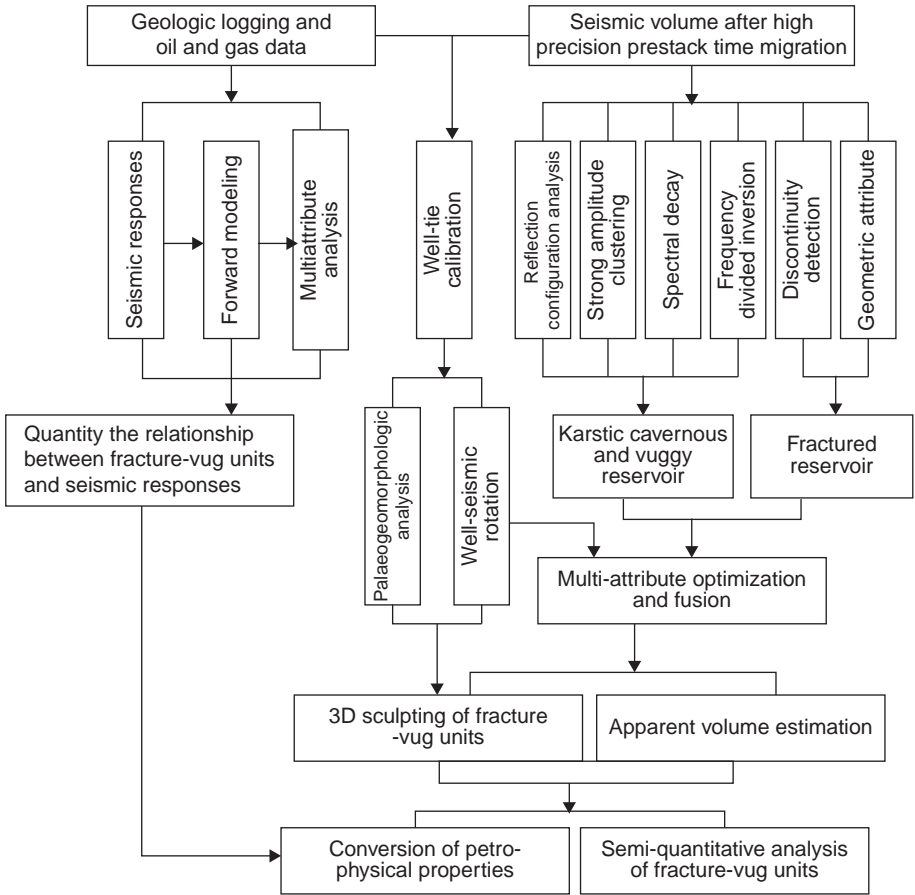 Geologic logging and
oil and gas data
Seismic volume after high
precision prestack time migration
Seismic responses
Forward modeling
Multiattribute
analysis
Well-tie
calibration
Reflection
configuration analysis
Strong amplitude
clustering
Spectral decay
Frequency
divided inversion
Discontinuity
detection
Geometric attribute
Quantity the relationship
between fracture-vug units
and seismic responses
Palaeogeomorphologic
analysis
Well-seismic
rotation
Karstic cavernous
and vuggy
reservoir
Fractured
reservoir
Multi-attribute optimization
and fusion
3D sculpting of fracture
-vug units
Apparent volume estimation
Conversion of petro-
physical properties
Semi-quantitative analysis
of fracture-vug units